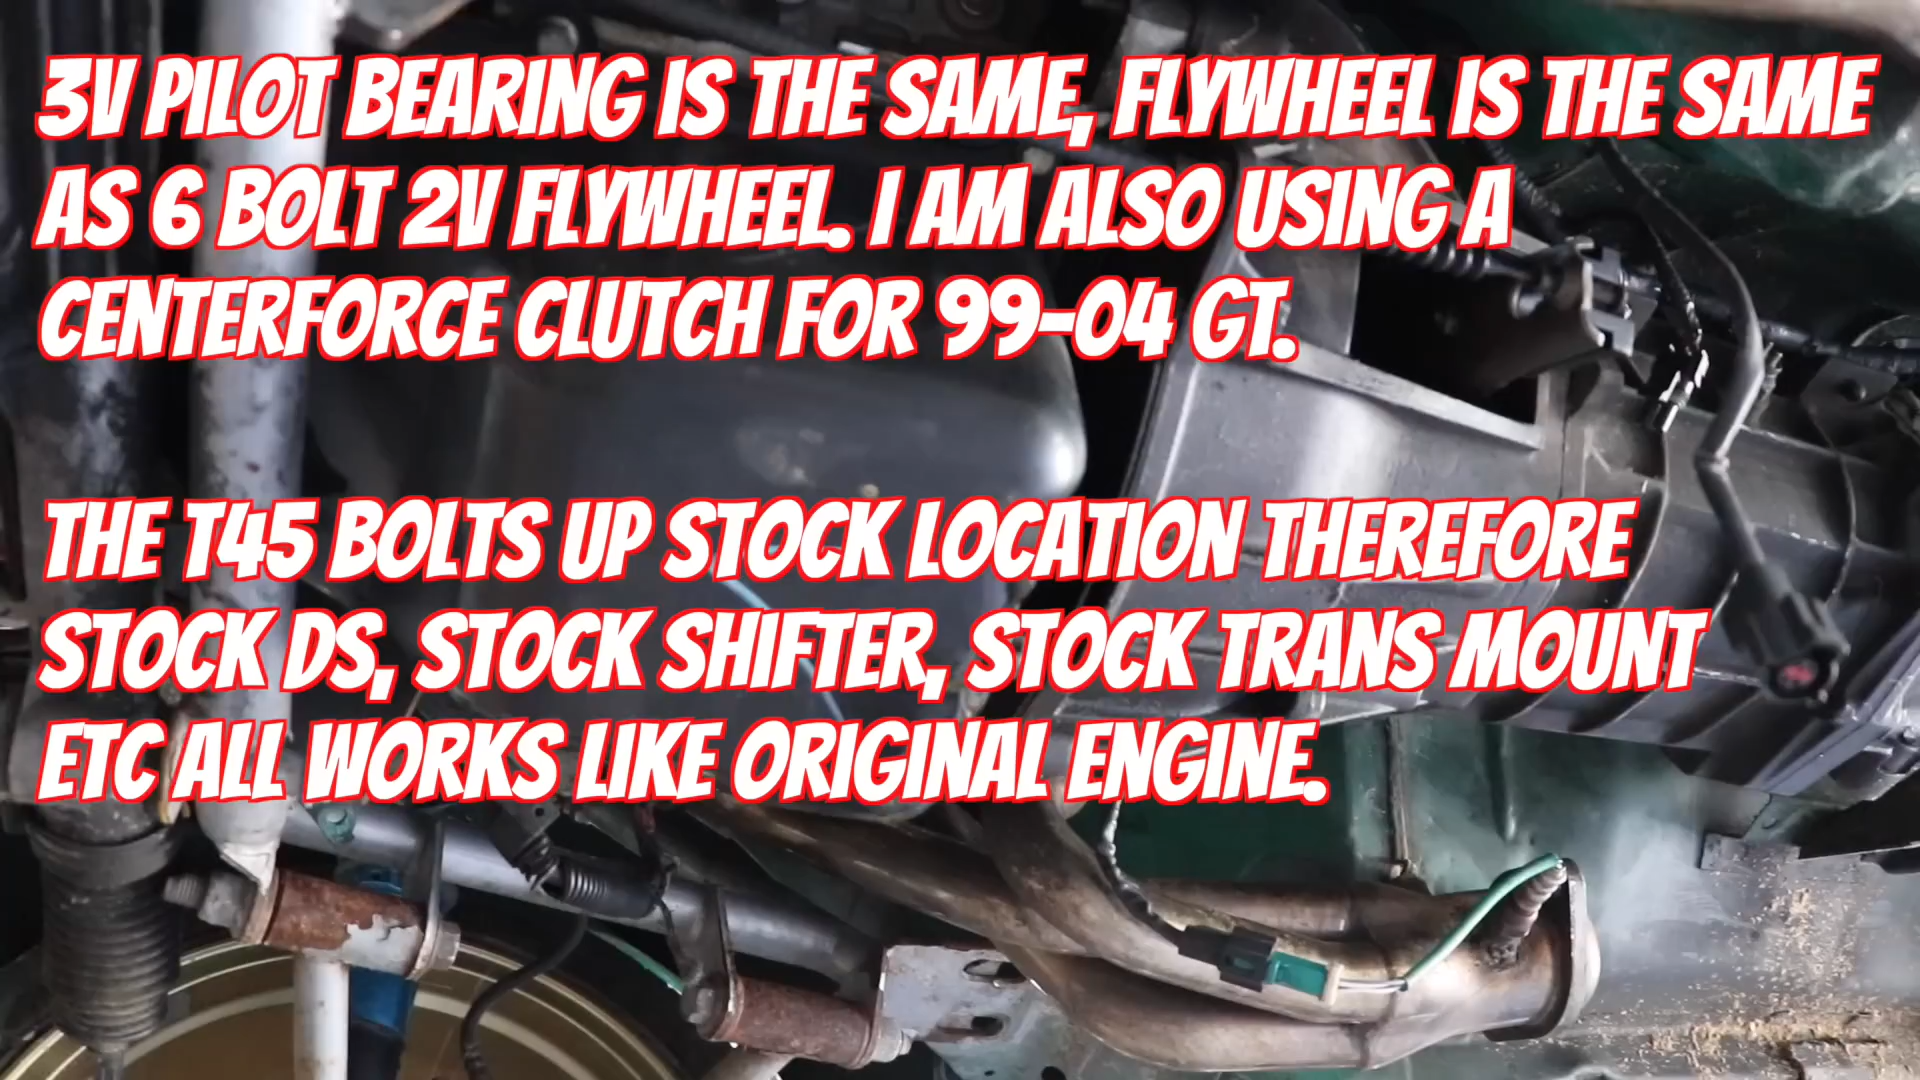 3V PILOT BEARING IS THE SAME, FLYWHEEL IS THE SAME
AS 6 BOLT 2V FLYWHEEL. I AM ALSO USING A
CENTERFORCE CLUTCH FOR 99-04 GT.
THE T45 BOLTS UP STOCK LOCATION THEREFORE
STOCK DS, STOCK SHIFTER, STOCK TRANS MOUNT
ETC ALL WORKS LIKE ORIGINAL ENGINE.